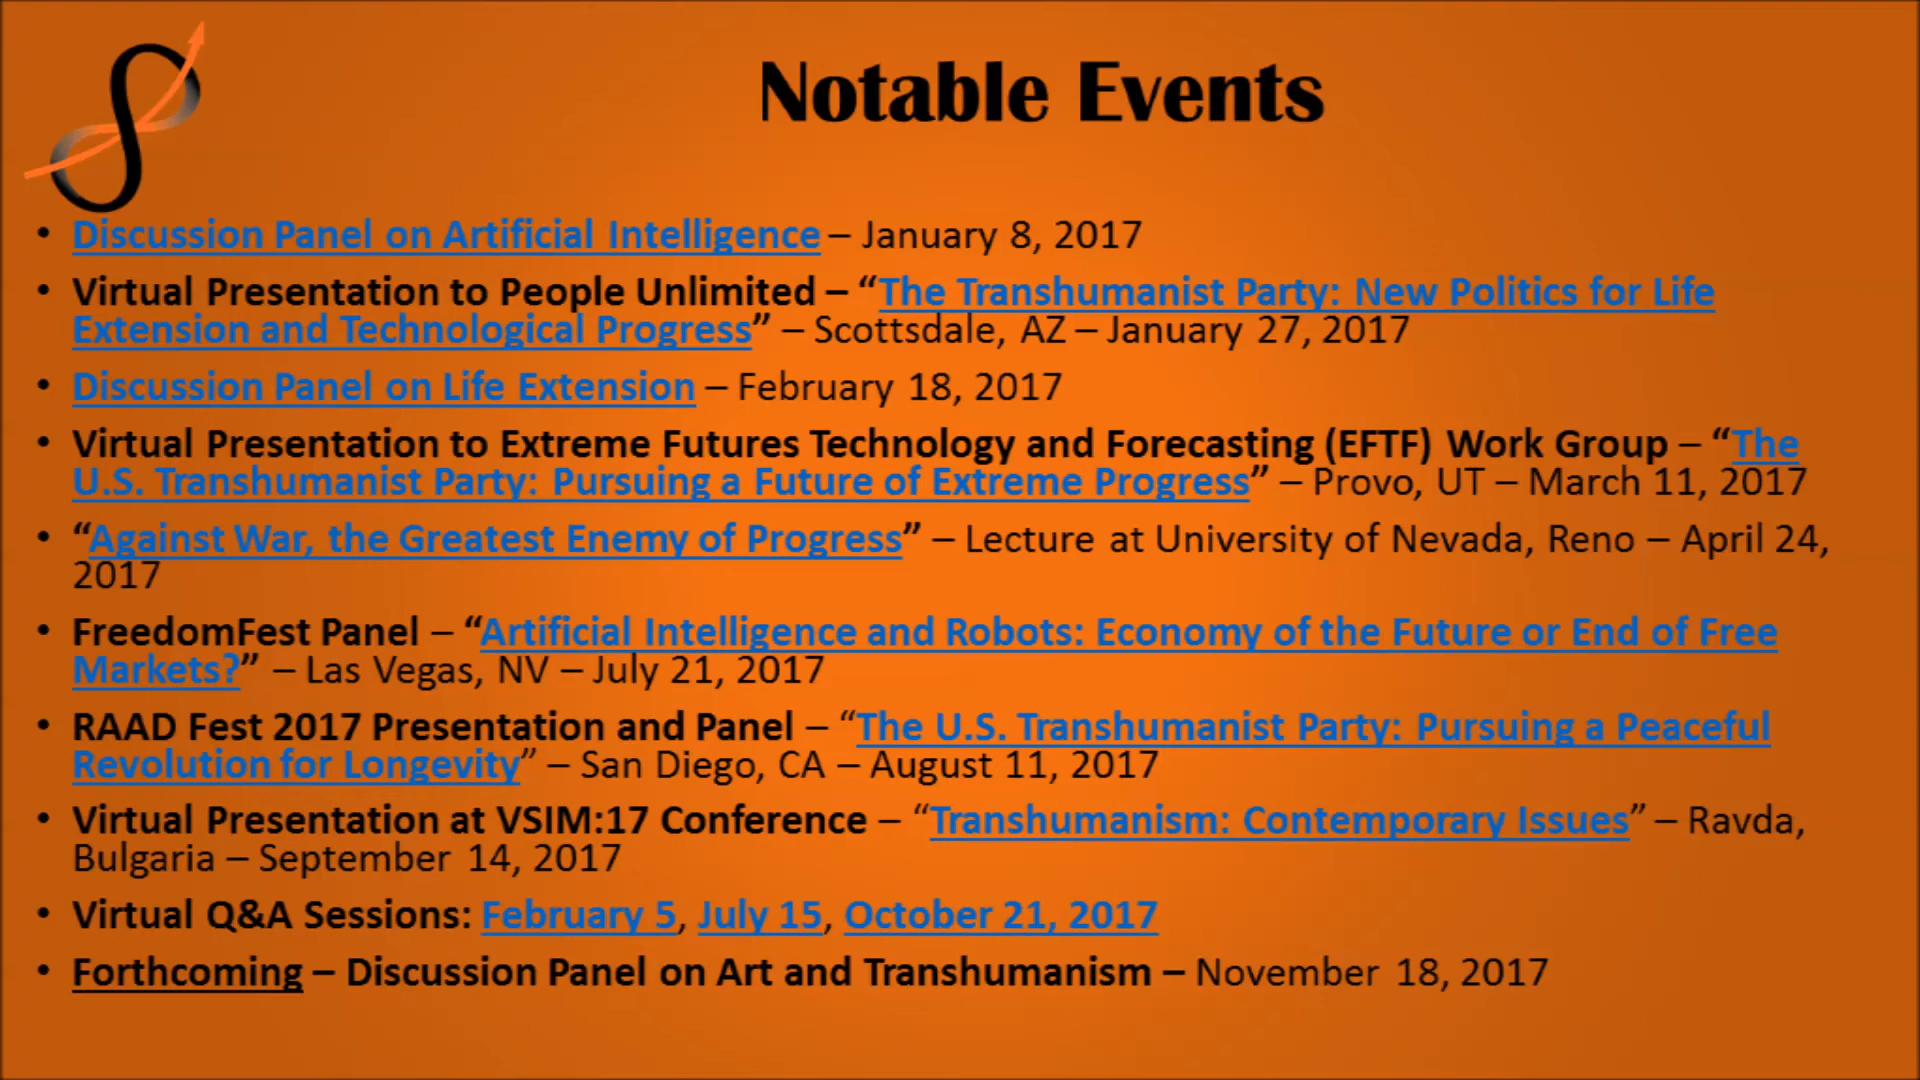 Notable Events
• Discussion Panel on Artificial Intelligence – January 8, 2017
• Virtual Presentation to People Unlimited – “The Transhumanist Party: New Politics for Life
Extension and Technological Progress” – Scottsdale, AZ – January 27, 2017
• Discussion Panel on Life Extension – February 18, 2017
• Virtual Presentation to Extreme Futures Technology and Forecasting (EFTF) Work Group – “The
U.S. Transhumanist Party: Pursuing a Future of Extreme Progress” – Provo, UT – March 11, 2017
• “Against War, the Greatest Enemy of Progress” – Lecture at University of Nevada, Reno – April 24,
2017
• FreedomFest Panel – “Artificial Intelligence and Robots: Economy of the Future or End of Free
Markets?” – Las Vegas, NV – July 21, 2017
• RAAD Fest 2017 Presentation and Panel – “The U.S. Transhumanist Party: Pursuing a Peaceful
Revolution for Longevity” – San Diego, CA – August 11, 2017
• Virtual Presentation at VSIM:17 Conference – “Transhumanism: Contemporary Issues” – Ravda,
Bulgaria – September 14, 2017
• Virtual Q&A Sessions: February 5, July 15, October 21, 2017
• Forthcoming – Discussion Panel on Art and Transhumanism – November 18, 2017